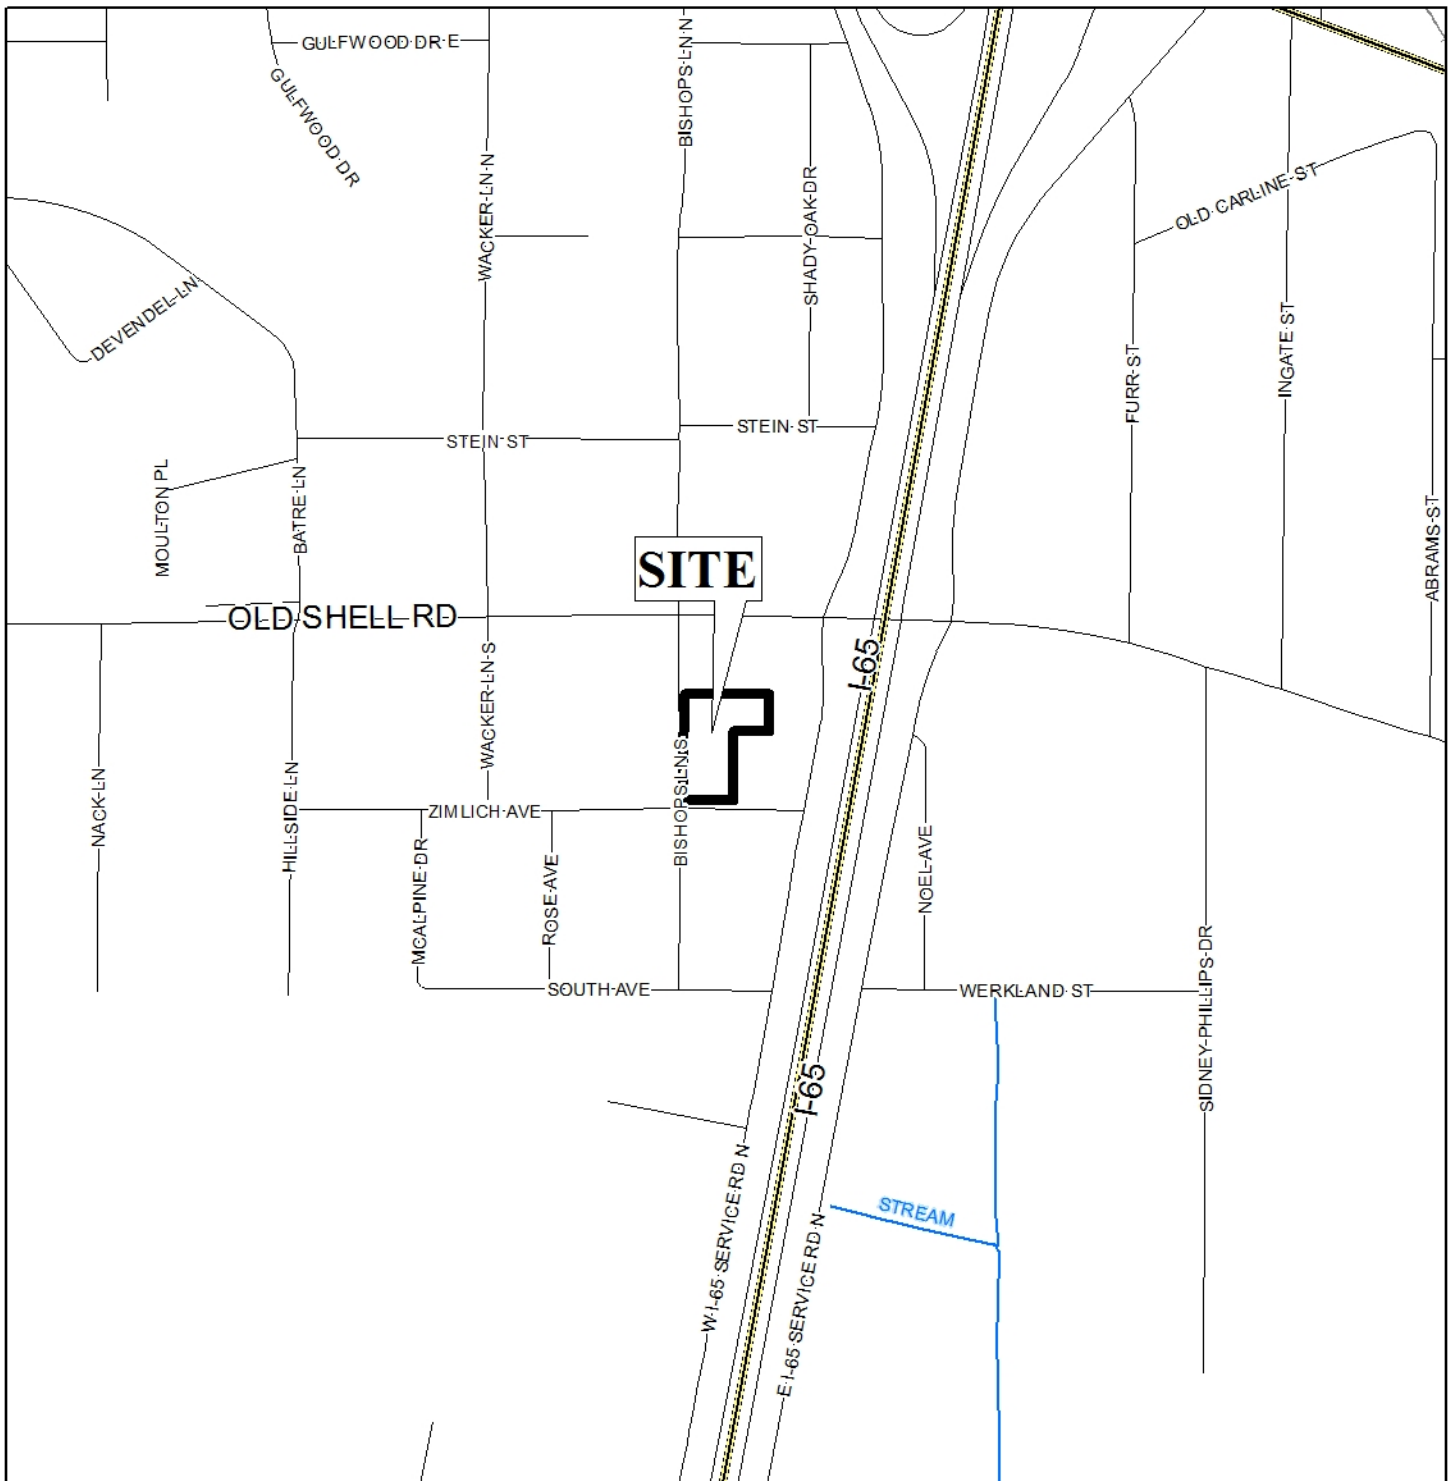 GULFWOOD DR E
GULFWOOD DR
BISHOPS LN N
WACKER LN N
SHADY OAK DR
OLD CARLINE ST
DEVENDEL LN
FURR ST
INGATE ST
STEIN ST
STEIN ST
MOULTON PL
BATRE LN
ABRAMS ST
SITE
OLD SHELL RD
I-65
WACKER LN S
NACK LN
HILLSIDE LN
BISHOPS LN S
ZIMLICH AVE
MCALPINE DR
ROSE AVE
NOEL AVE
SOUTH AVE
WERKLAND ST
SIDNEY PHILLIPS DR
I-65
W I-65 SERVICE RD N
STREAM
E I-65 SERVICE RD N